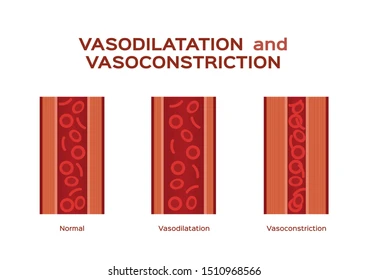 VASODILATATION and
VASOCONSTRICTION
Normal
Vasodilatation
Vasoconstriction
shutterstock.com · 1510968566